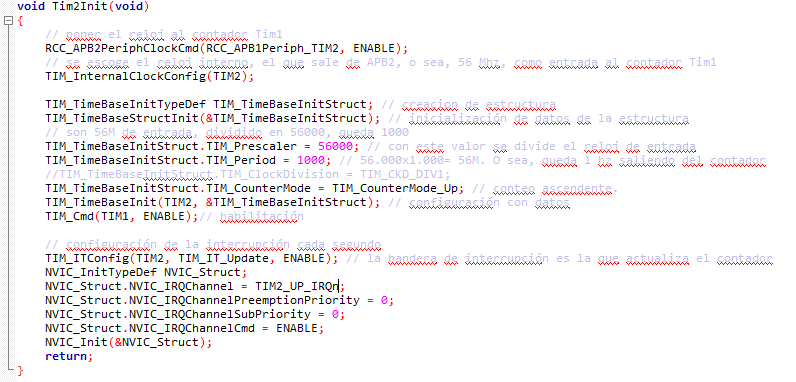 void Tim2Init(void)
{
// poner el reloj al contador Tim1
RCC_APB2PeriphClockCmd(RCC_APB1Periph_TIM2, ENABLE);
// se escoge el reloj interno, el que sale de APB2, o sea, 56 Mhz, como entrada al contador Tim1
TIM_InternalClockConfig(TIM2);
TIM_TimeBaseInitTypeDef TIM_TimeBaseInitStruct; // creacion de estructura
TIM_TimeBaseStructInit(&TIM_TimeBaseInitStruct); // inicialización de datos de la estructura
// son 56M de entrada, dividido en 56000, queda 1000
TIM_TimeBaseInitStruct.TIM_Prescaler = 56000; // con este valor se divide el reloj de entrada
TIM_TimeBaseInitStruct.TIM_Period = 1000; // 56.000x1.000= 56M. O sea, queda 1 hz saliendo del contador
//TIM_TimeBaseInitStruct.TIM_ClockDivision = TIM_CKD_DIV1;
TIM_TimeBaseInitStruct.TIM_CounterMode = TIM_CounterMode_Up; // conteo ascendente.
TIM_TimeBaseInit(TIM2, &TIM_TimeBaseInitStruct); // configuración con datos
TIM_Cmd(TIM1, ENABLE);// habilitación
// configuración de la interrupción cada segundo
TIM_ITConfig(TIM2, TIM_IT_Update, ENABLE); // la bandera de interrupción es la que actualiza el contador
NVIC_InitTypeDef NVIC_Struct;
NVIC_Struct.NVIC_IRQChannel = TIM2_UP_IRQn;
NVIC_Struct.NVIC_IRQChannelPreemptionPriority = 0;
NVIC_Struct.NVIC_IRQChannelSubPriority = 0;
NVIC_Struct.NVIC_IRQChannelCmd = ENABLE;
NVIC_Init(&NVIC_Struct);
return;
}